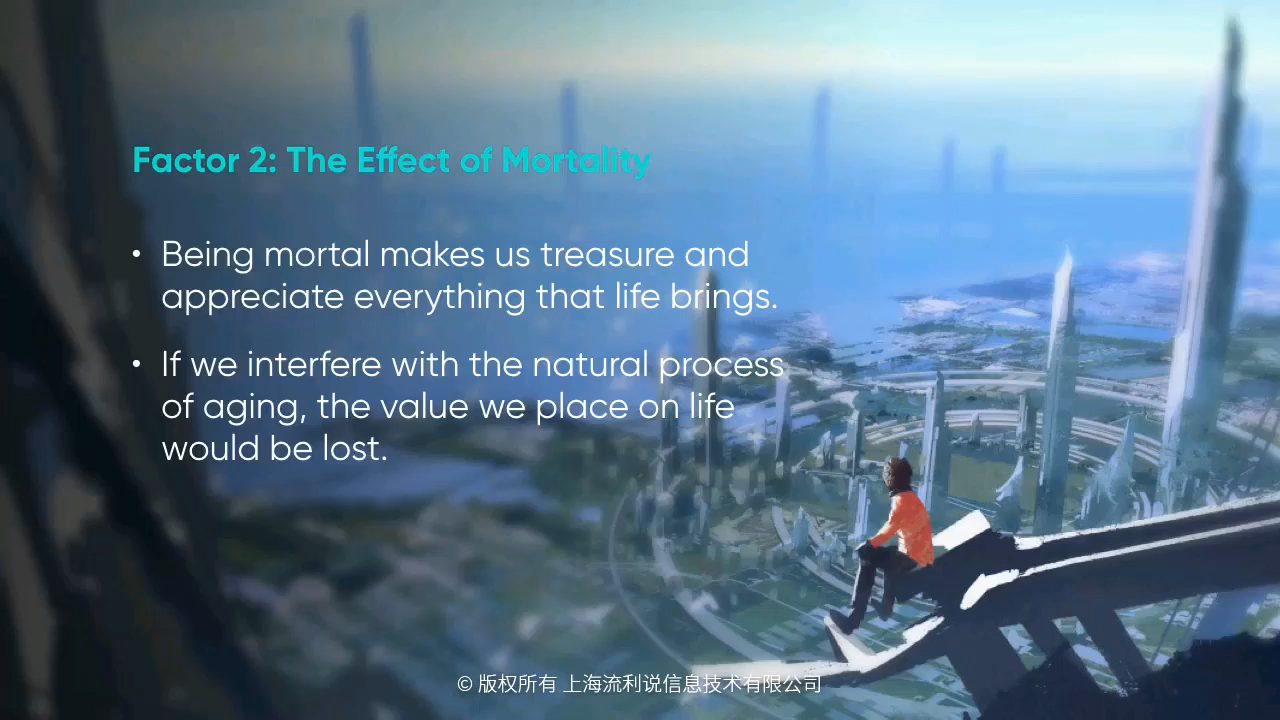 Factor 2: The Effect of Mortality
• Being mortal makes us treasure and
appreciate everything that life brings.
• If we interfere with the natural process
of aging, the value we place on life
would be lost.
© 版权所有 上海流利说信息技术有限公司